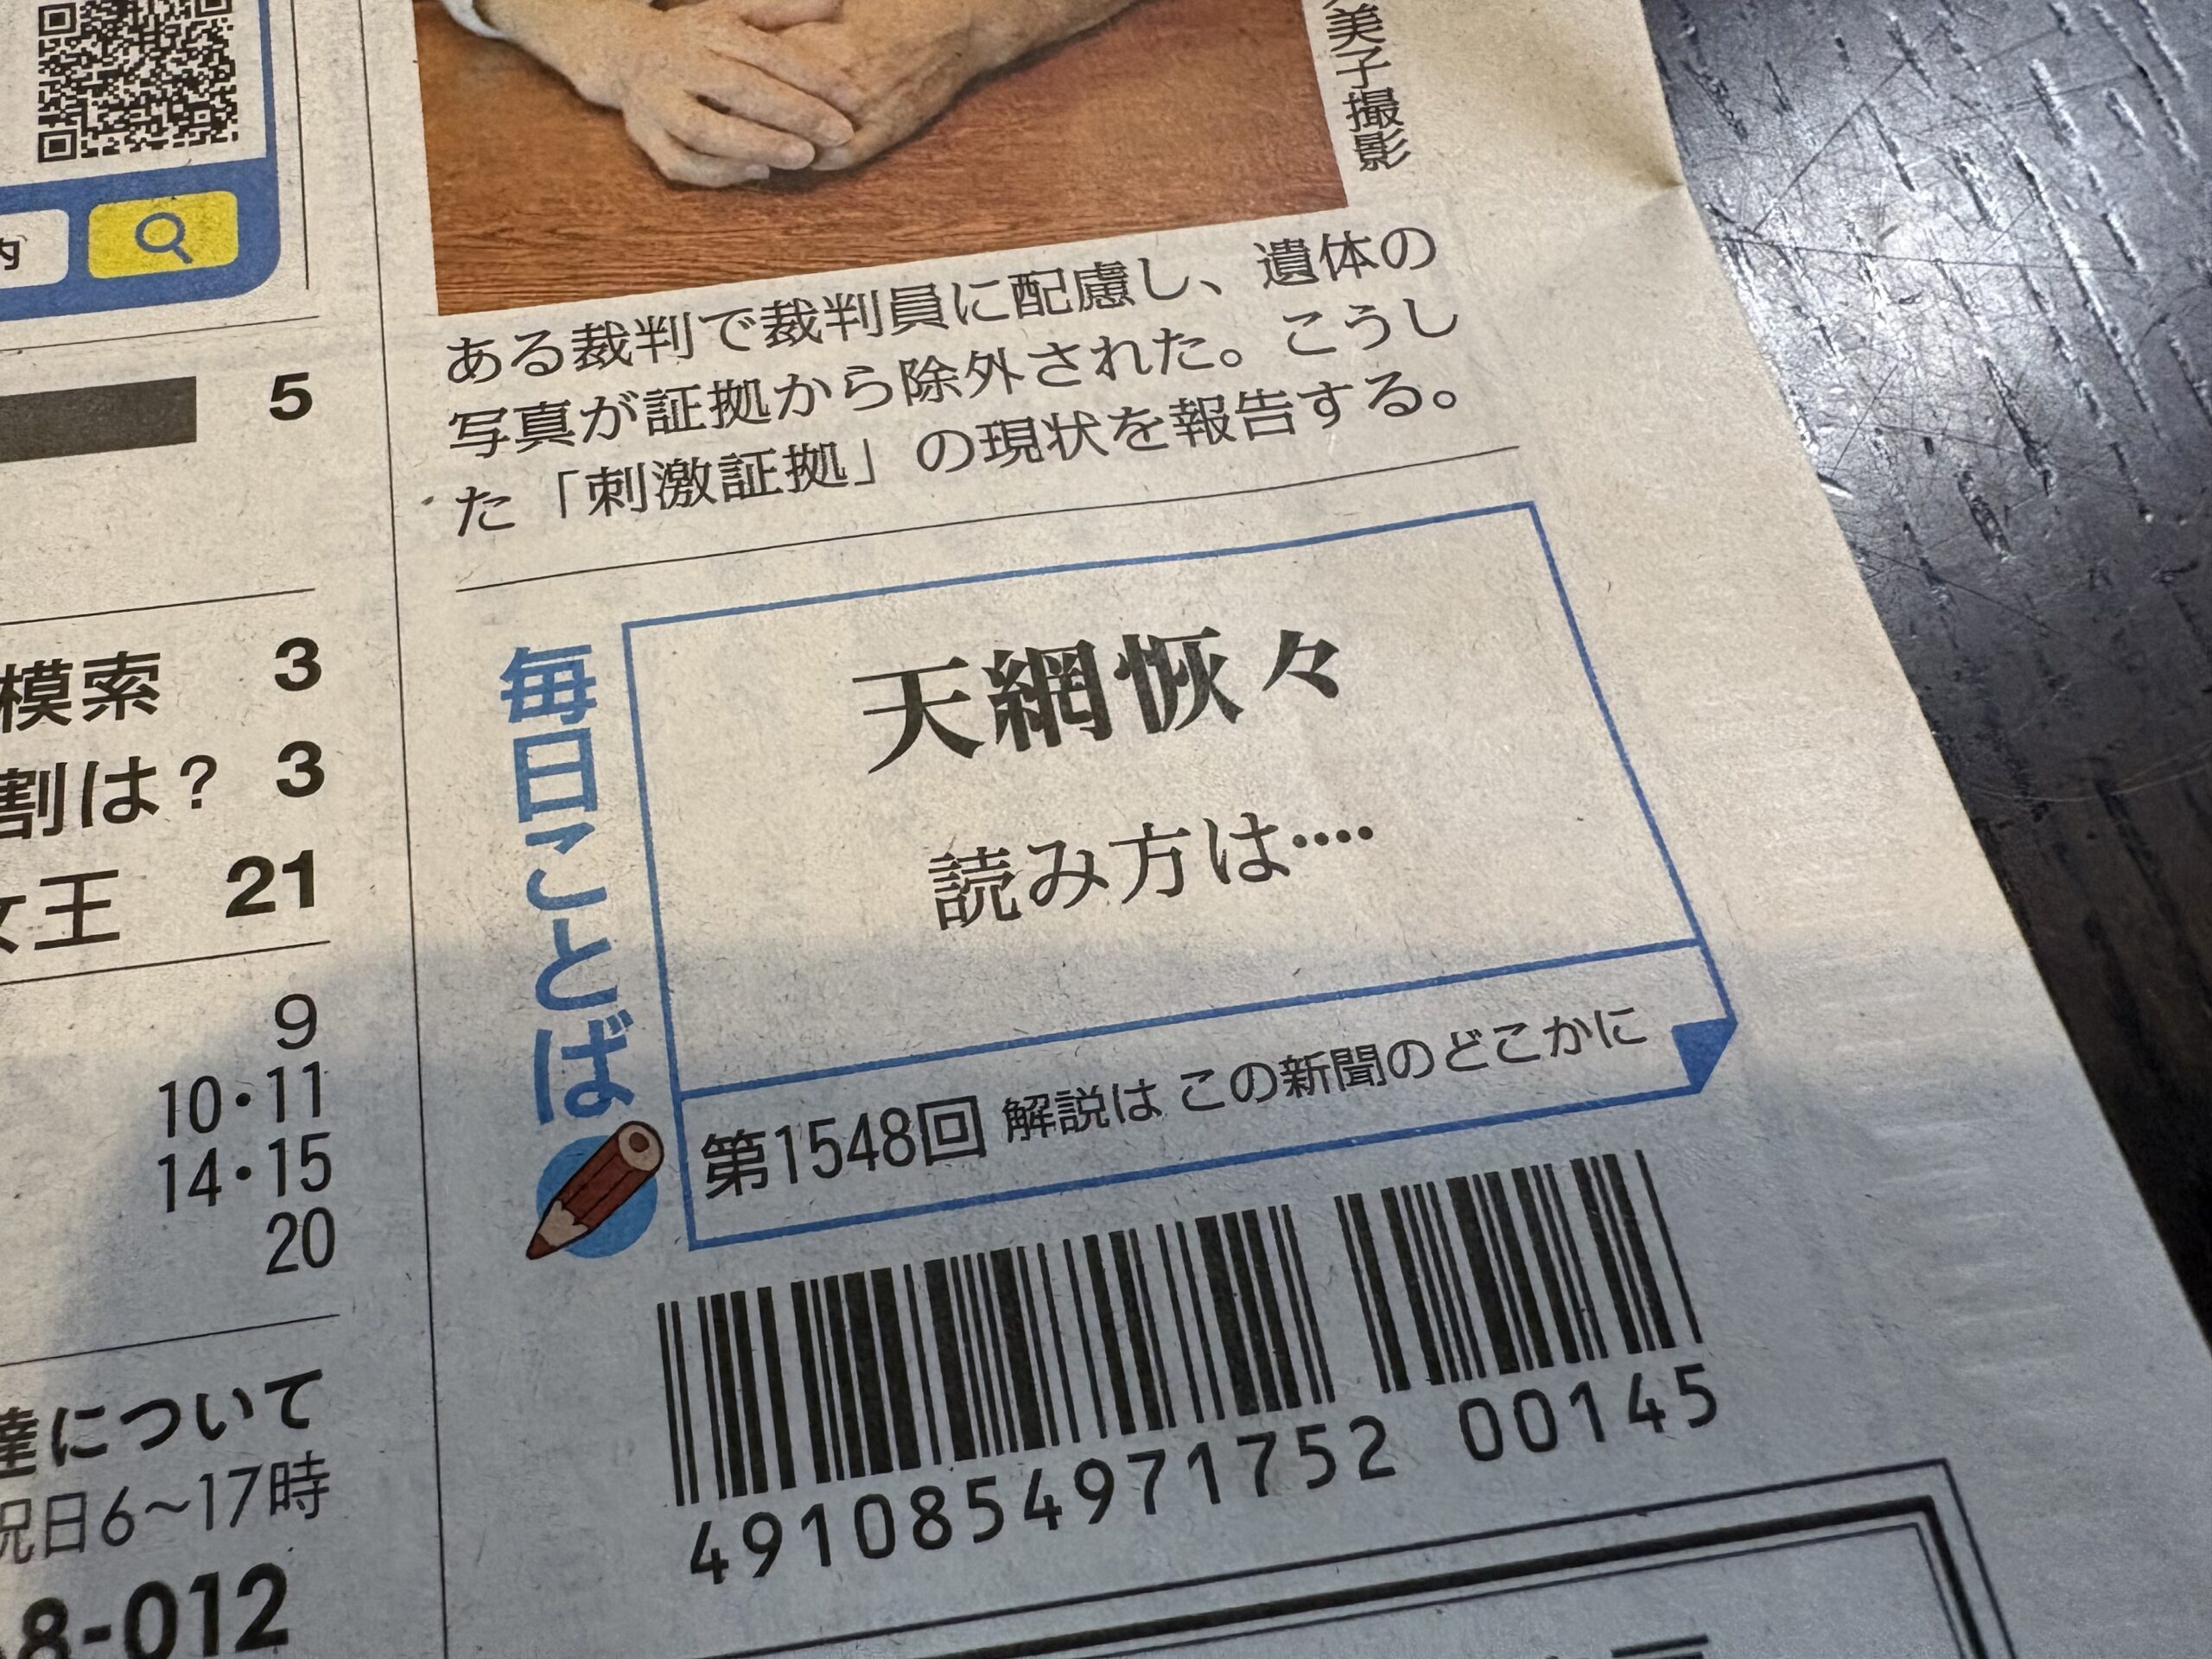 内
5
模索 3
割は？ 3
女王 21
9
10・11
14・15
20
達について
祝日6〜17時
8-012
美子撮影
ある裁判で裁判員に配慮し、遺体の
写真が証拠から除外された。こうし
た「刺激証拠」の現状を報告する。
毎日ことば
天網恢々
読み方は‥‥
第1548回 解説は この新聞のどこかに
4910854971752 00145